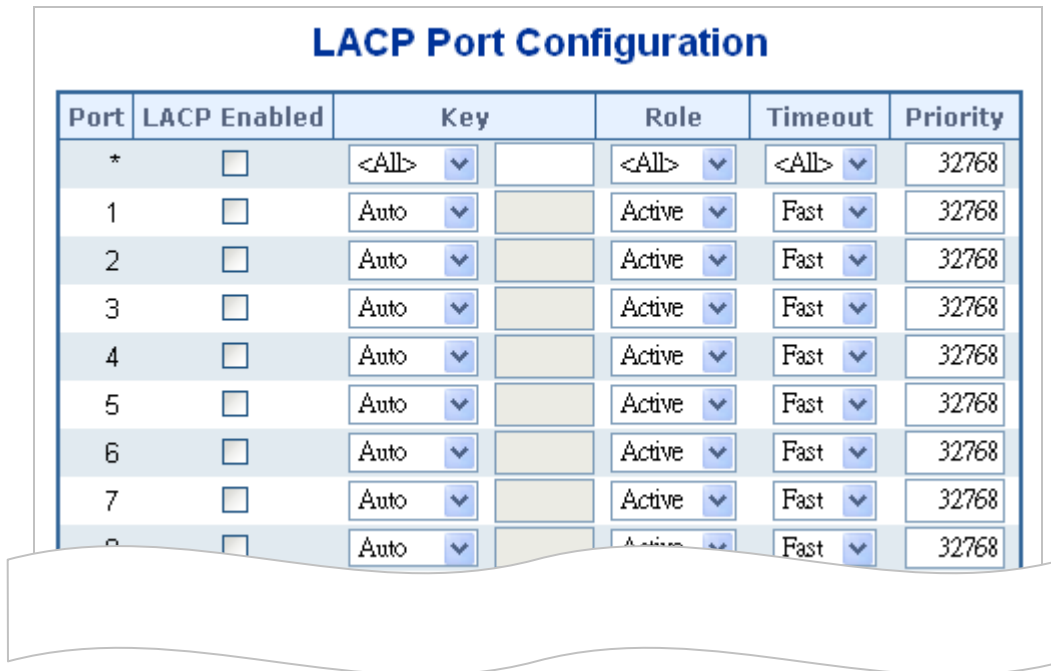 LACP Port Configuration
Port LACP Enabled Key Role Timeout Priority
* <All> <All> <All> 32768
1 Auto Active Fast 32768
2 Auto Active Fast 32768
3 Auto Active Fast 32768
4 Auto Active Fast 32768
5 Auto Active Fast 32768
6 Auto Active Fast 32768
7 Auto Active Fast 32768
Auto Active Fast 32768